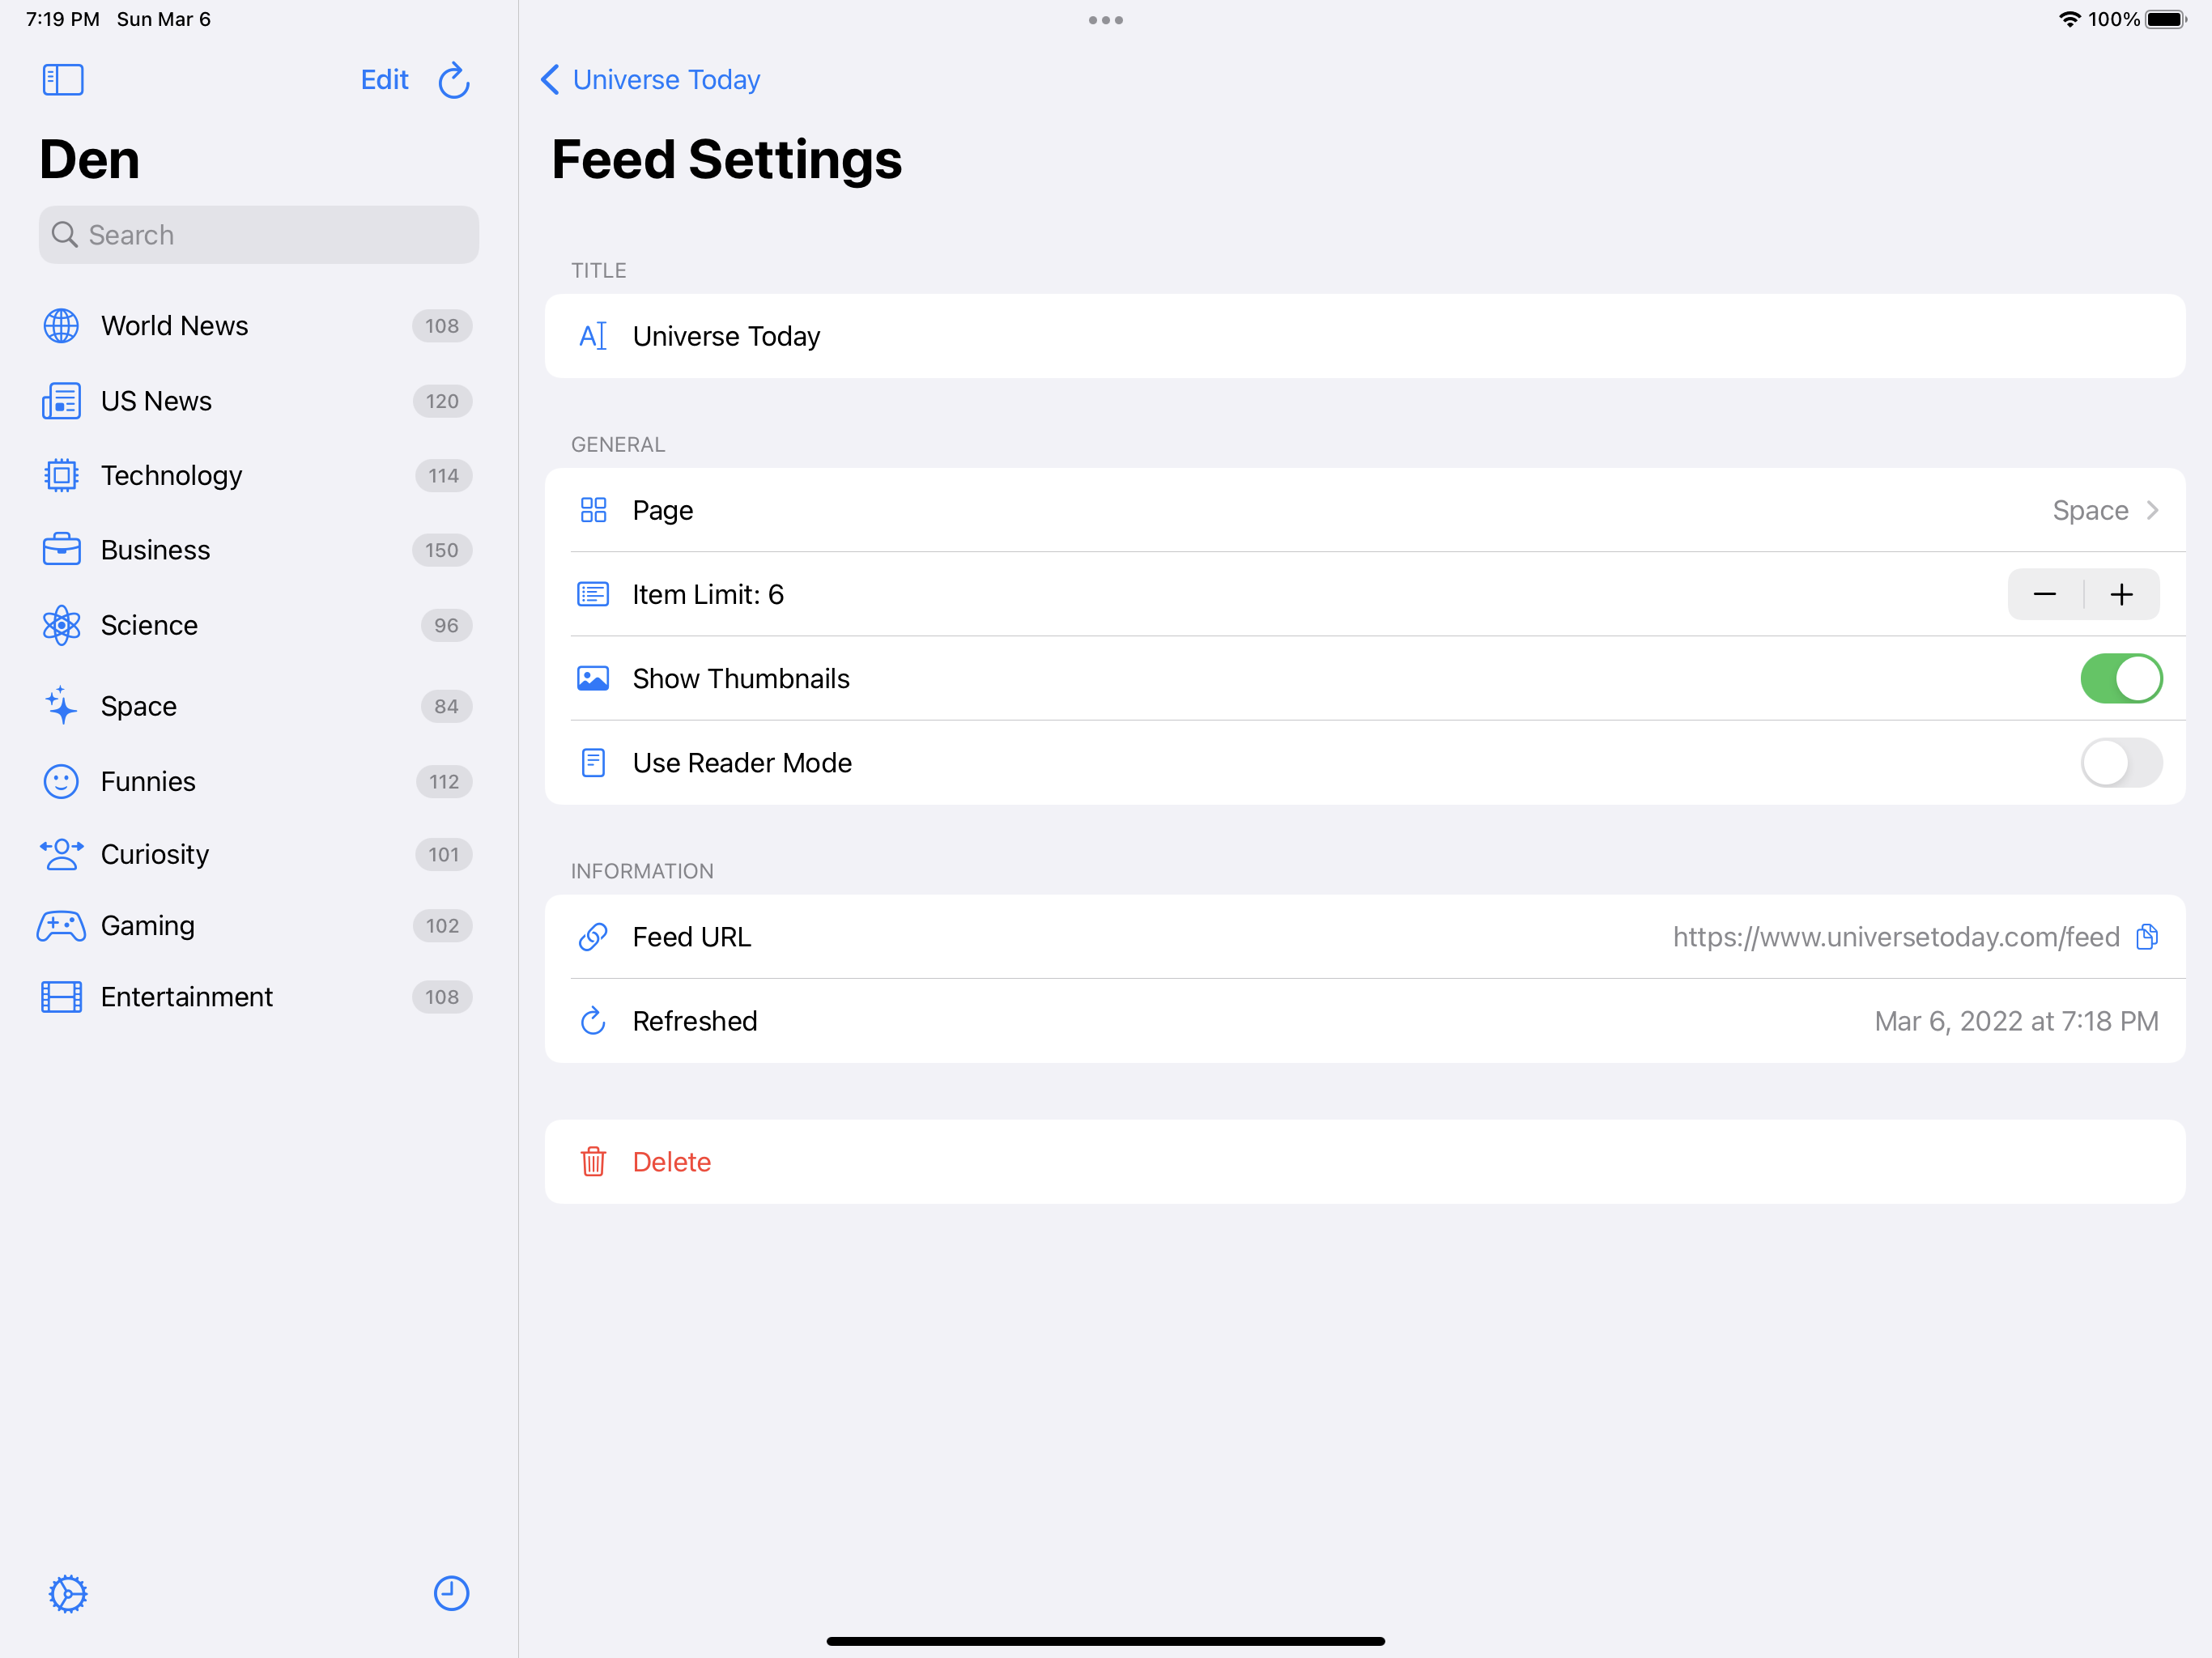 7:19 PM Sun Mar 6
100%
Edit
Den
Search
World News 108
US News 120
Technology 114
Business 150
Science 96
Space 84
Funnies 112
Curiosity 101
Gaming 102
Entertainment 108
Universe Today
Feed Settings
TITLE
Universe Today
GENERAL
Page Space
Item Limit: 6
Show Thumbnails
Use Reader Mode
INFORMATION
Feed URL https://www.universetoday.com/feed
Refreshed Mar 6, 2022 at 7:18 PM
Delete